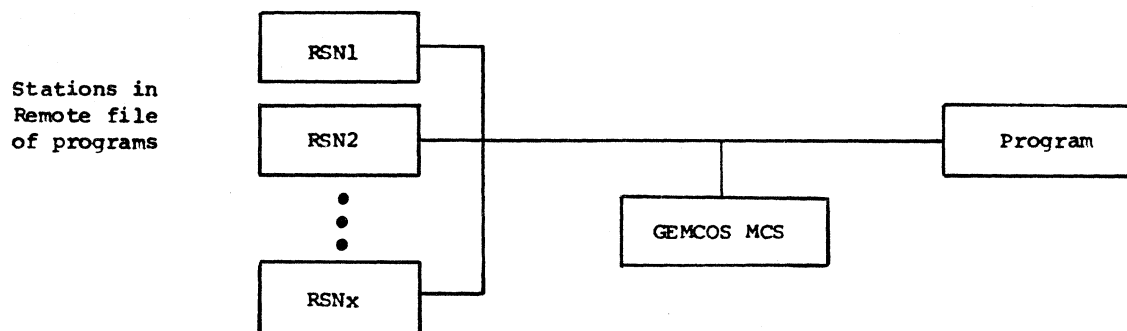 RSN1
Stations in
Remote file
of programs
RSN2
Program
GEMCOS MCS
RSNx